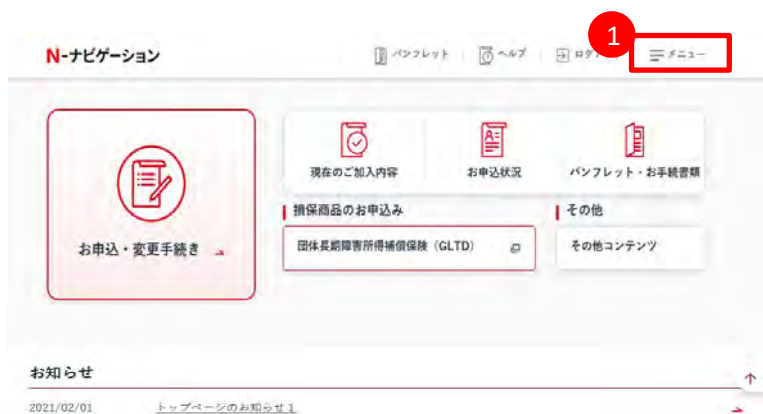 1
N-ナビゲーション パンフレット ヘルプ ログ メニュー
現在のご加入内容 お申込状況 パンフレット・お手続書類
お申込・変更手続き
損保商品のお申込み その他
団体長期障害所得補償保険（GLTD） その他コンテンツ
お知らせ
2021/02/01 トップページのお知らせ1